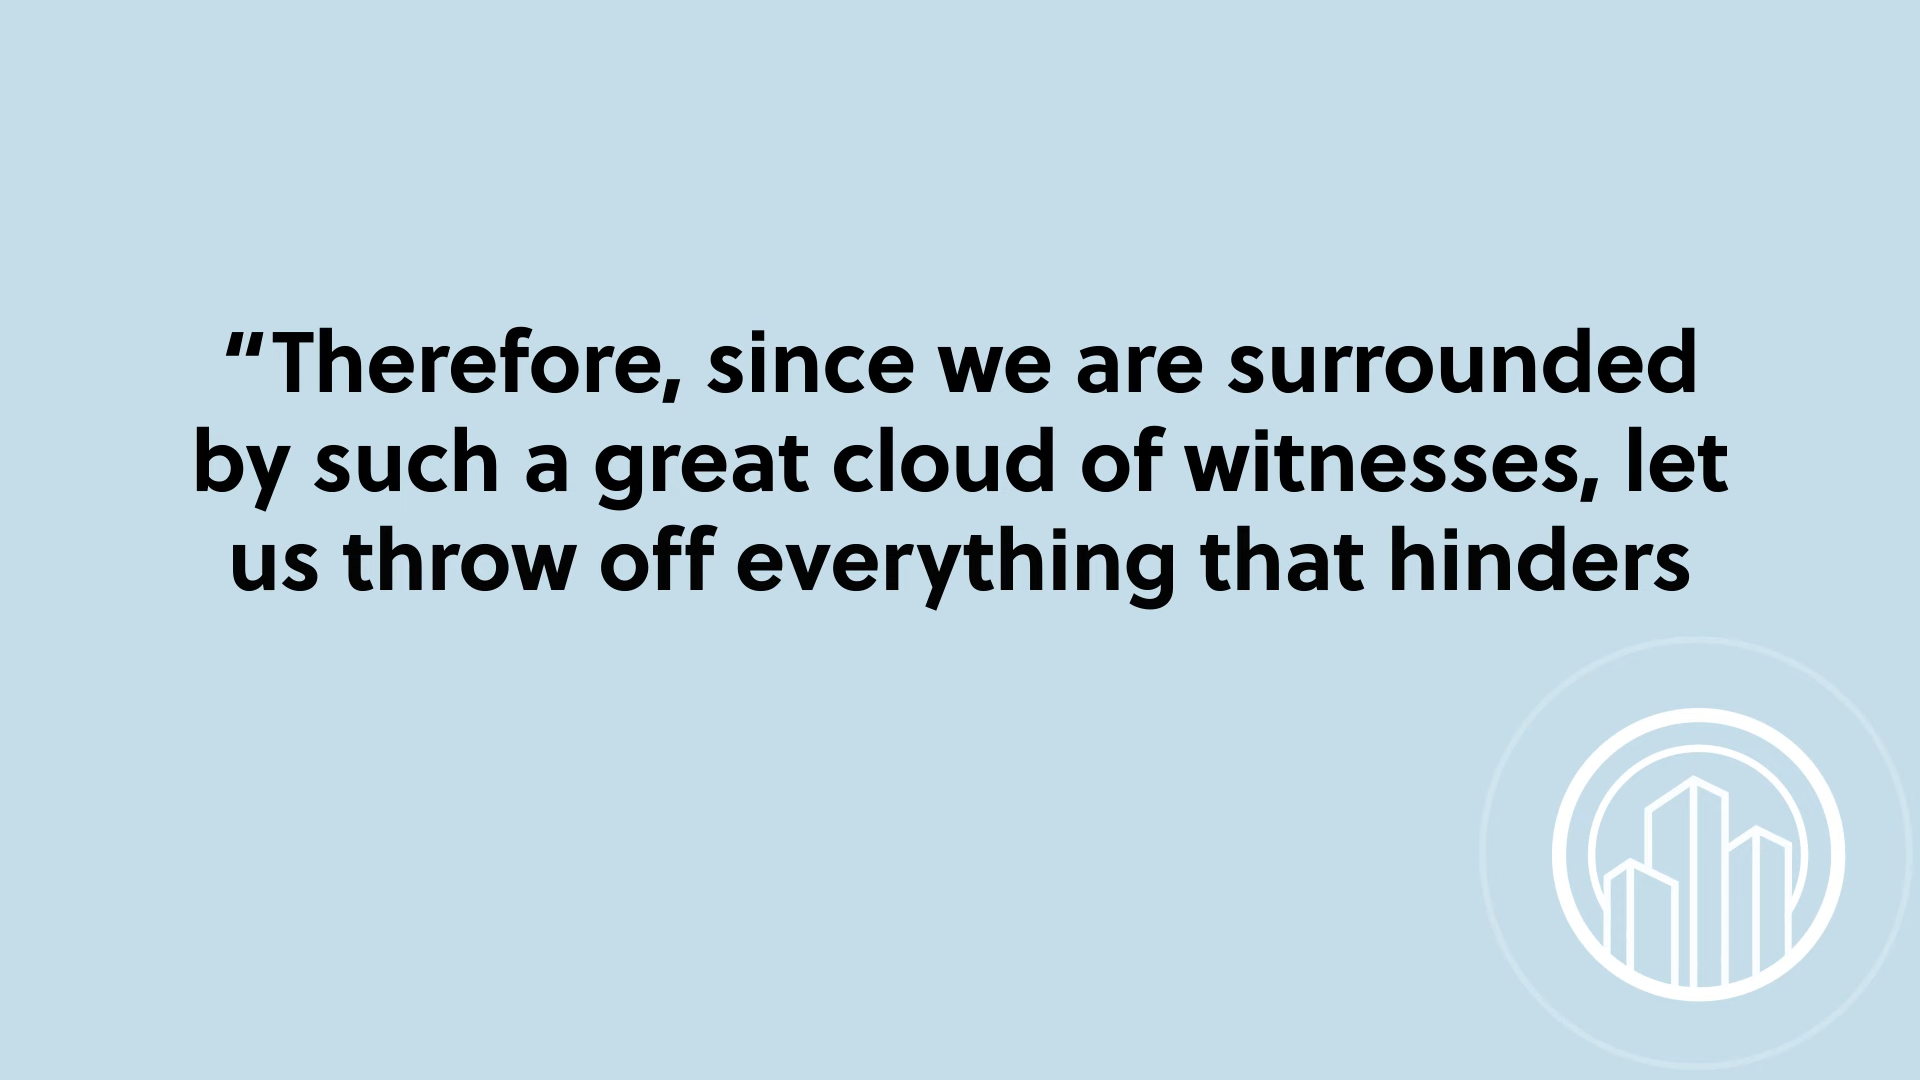 “Therefore, since we are surrounded
by such a great cloud of witnesses, let
us throw off everything that hinders